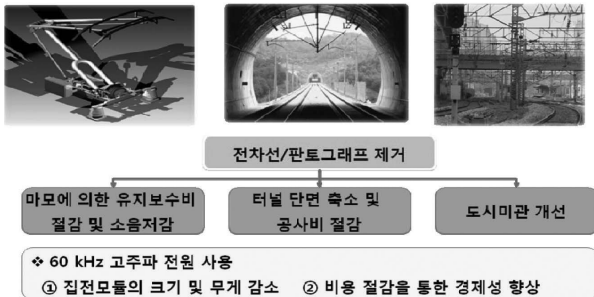 전차선/판토그래프 제거
마모에 의한 유지보수비
절감 및 소음저감
터널 단면 축소 및
공사비 절감
도시미관 개선
❖ 60 kHz 고주파 전원 사용
① 집전모듈의 크기 및 무게 감소 ② 비용 절감을 통한 경제성 향상